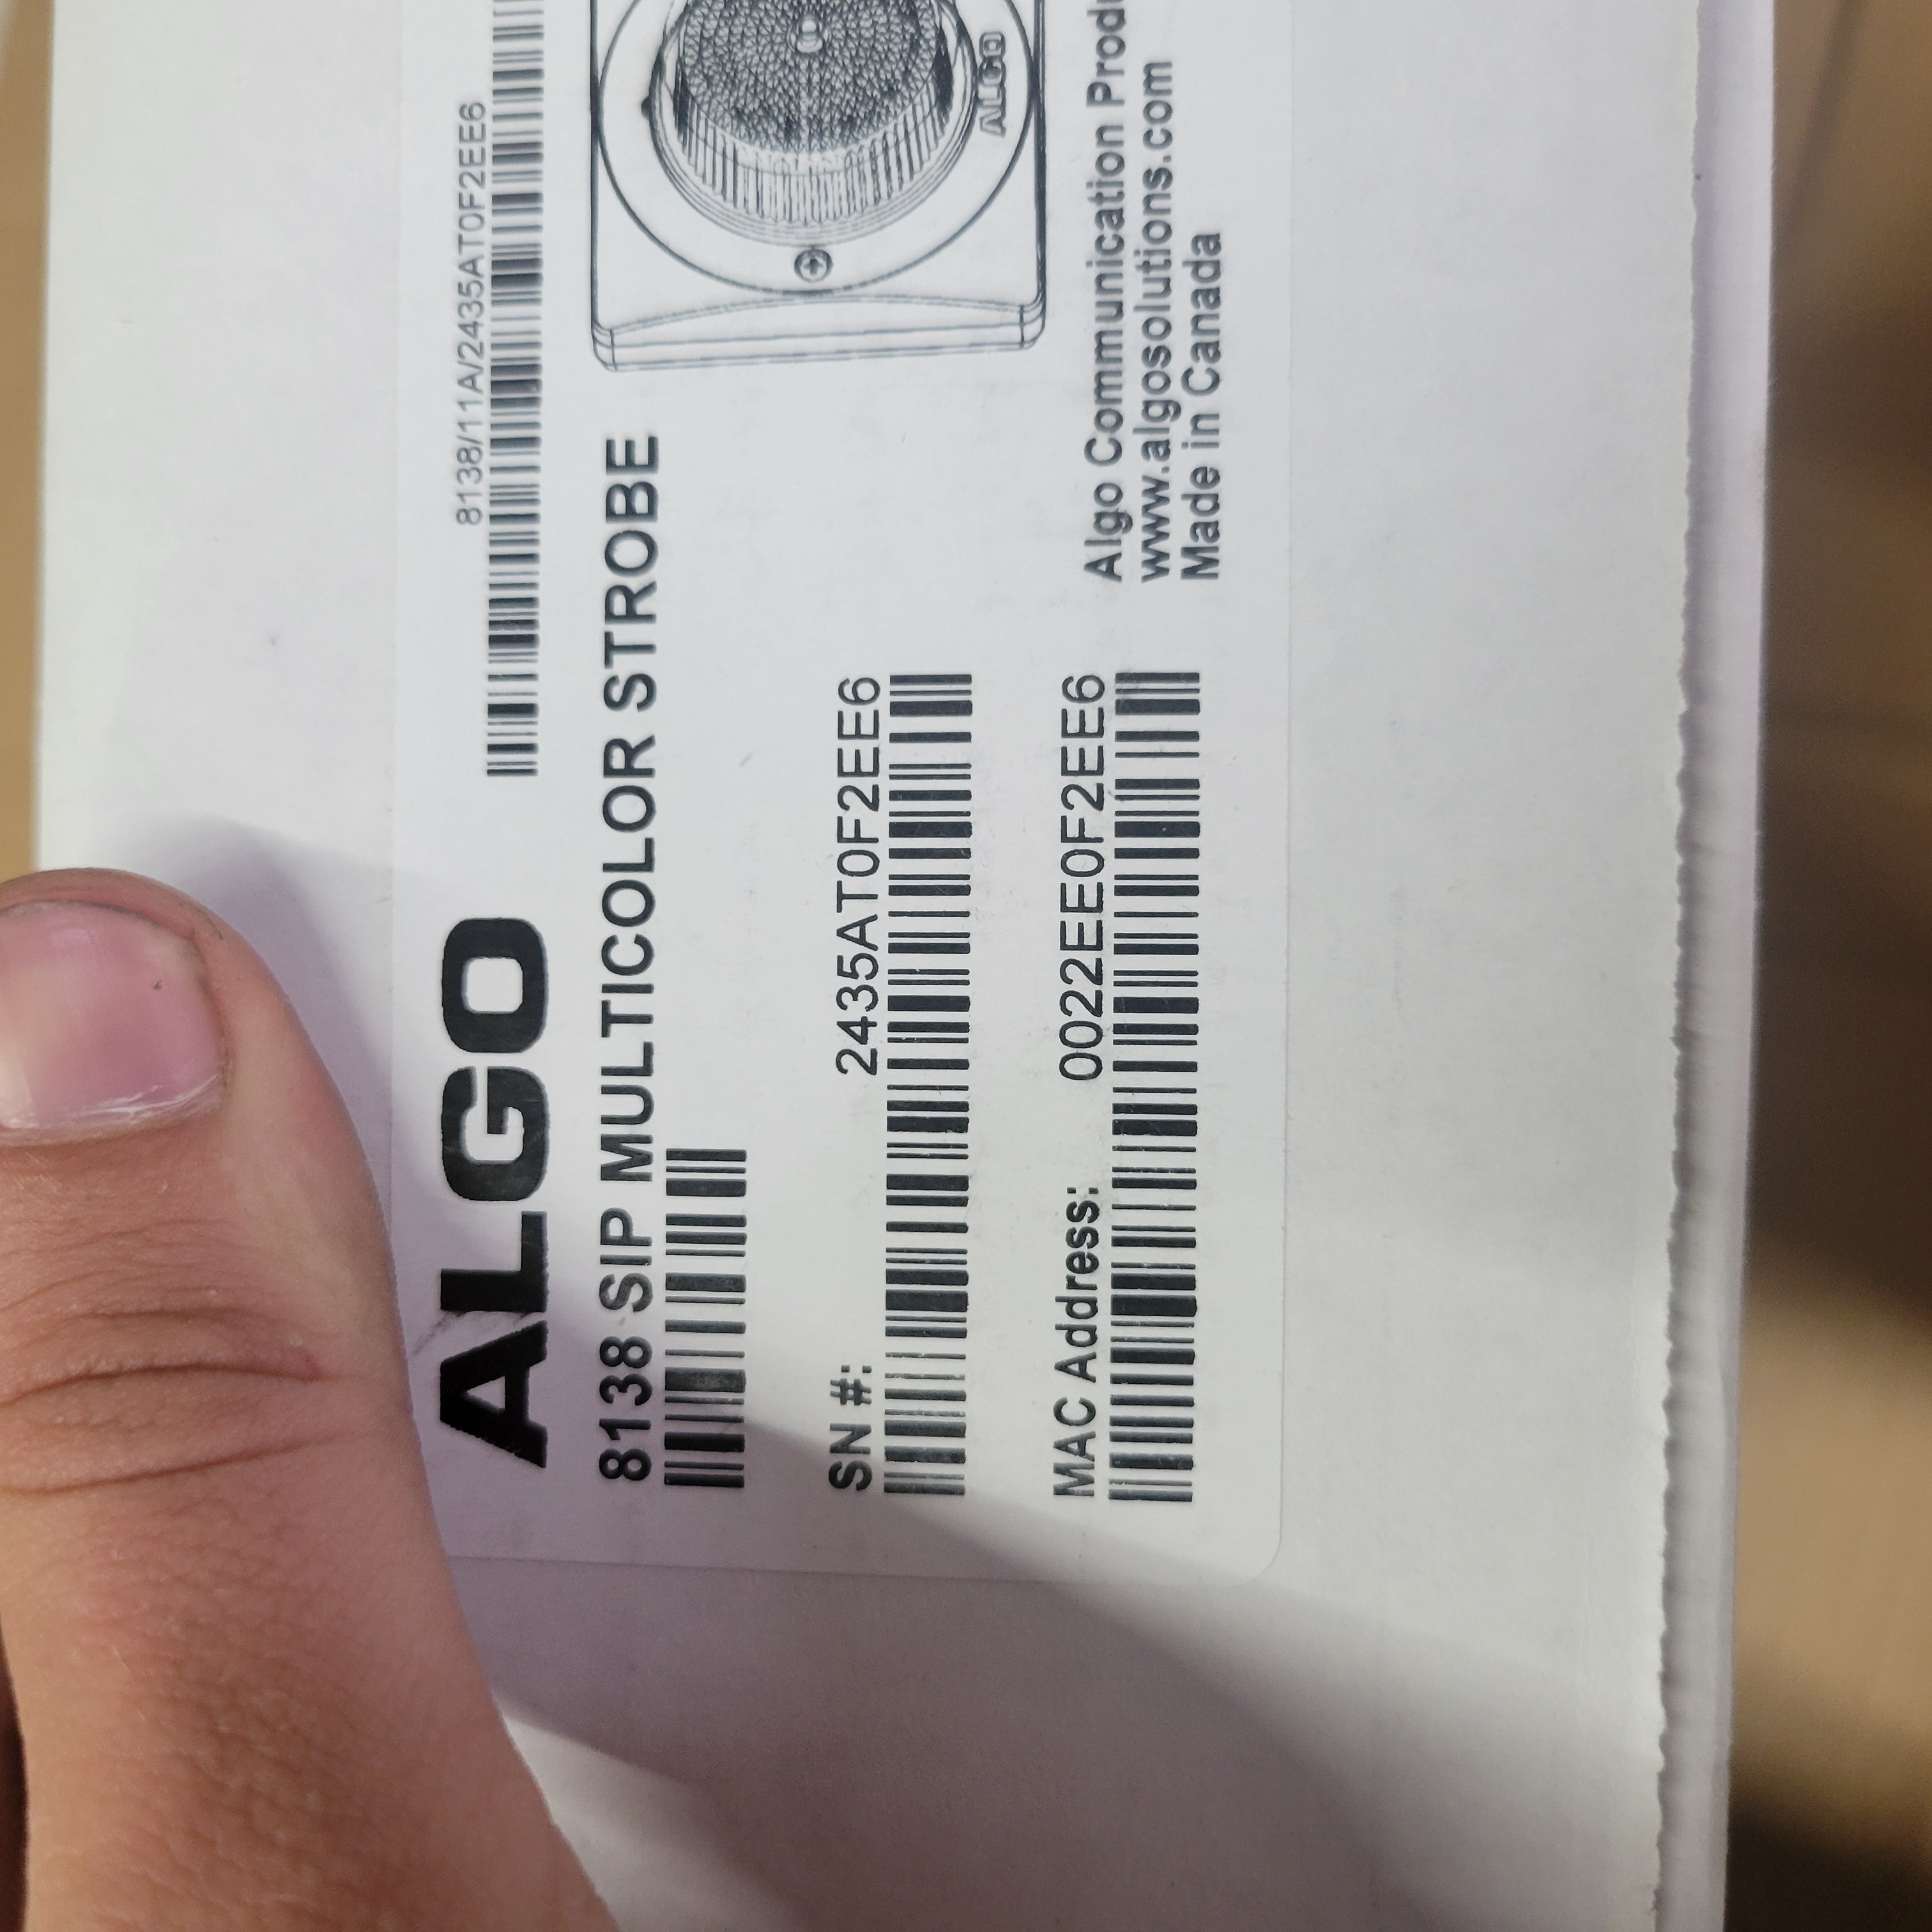 ALGO
8138/11A/2435AT0F2EE6
8138 SIP MULTICOLOR STROBE
SN #: 2435AT0F2EE6
MAC Address: 0022EE0F2EE6
ALGO
Algo Communication
www.algosolutions.com
Made in Canada